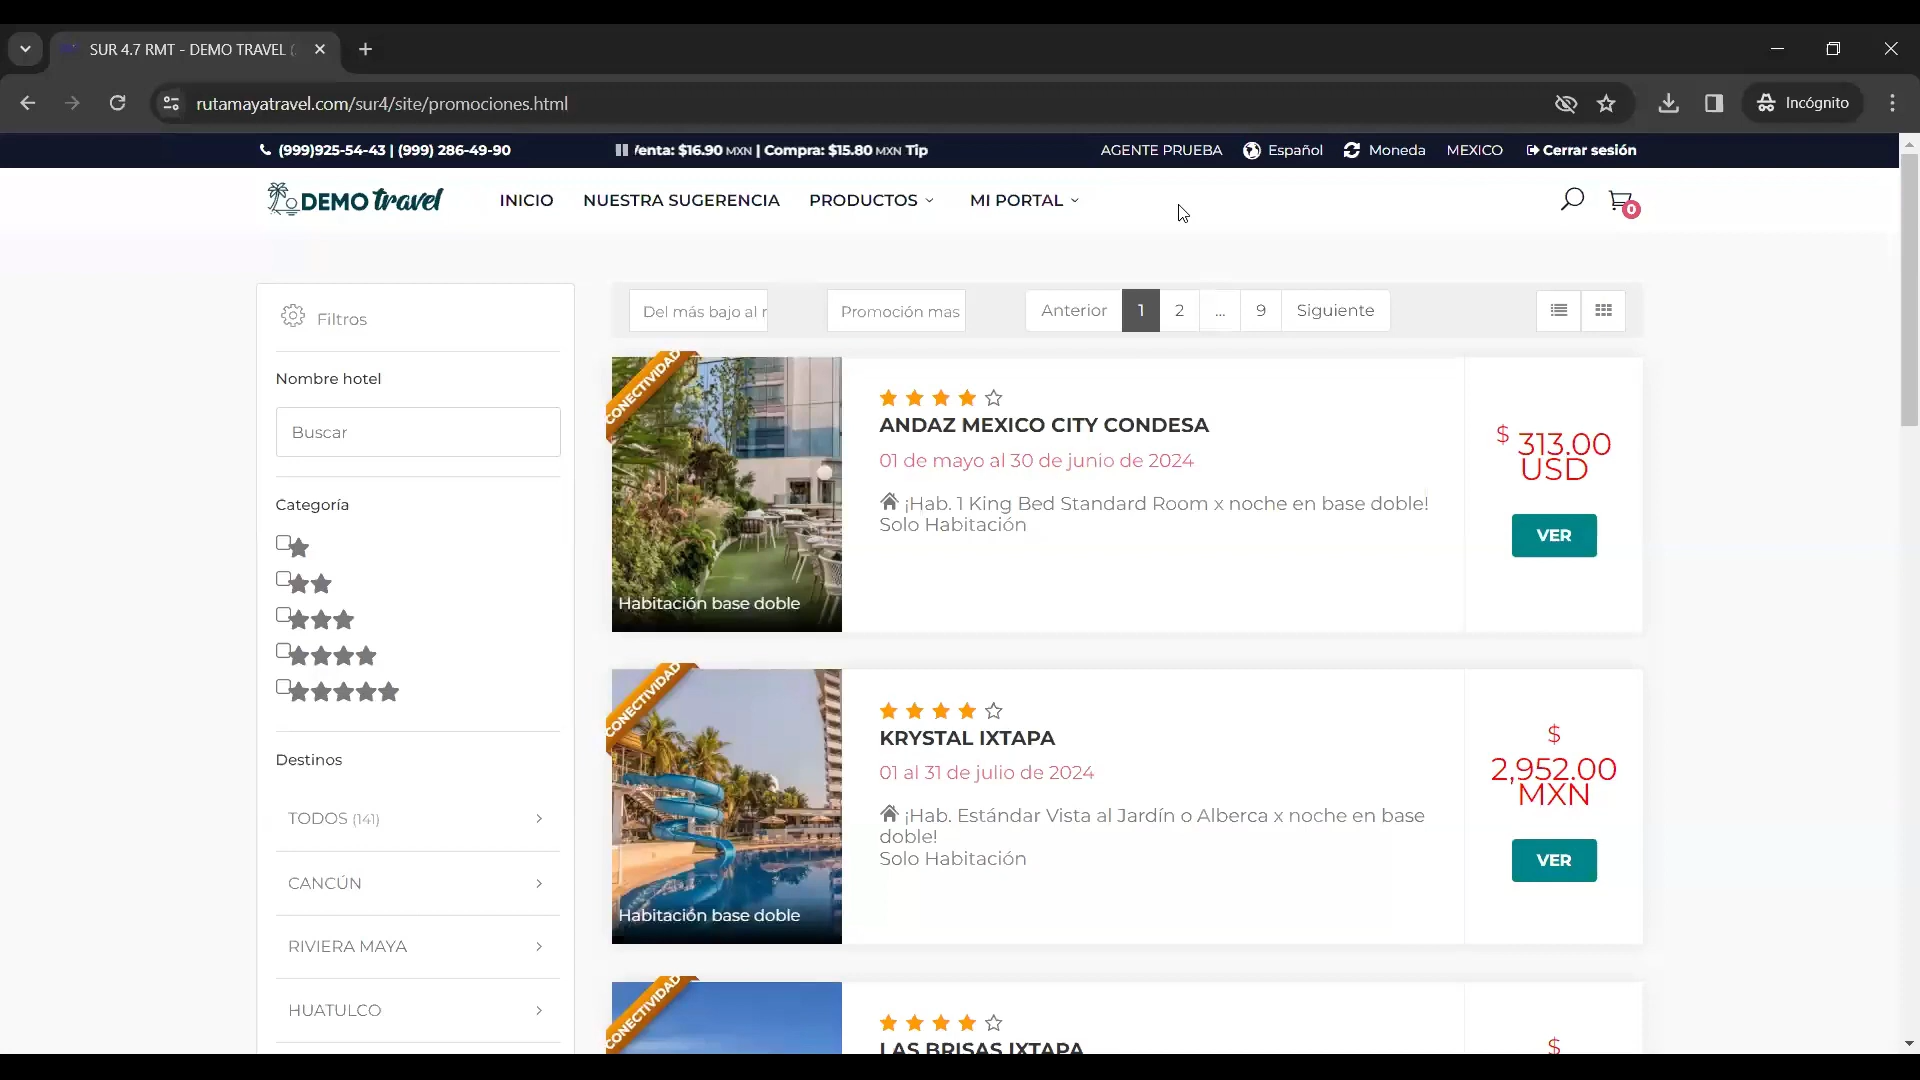 SUR 4.7 RMT - DEMO TRAVEL (
rutamayatravel.com/sur4/site/promociones.html
Incógnito
(999)925-54-43 | (999) 286-49-90
Venta: $16.90 MXN | Compra: $15.80 MXN Tip
AGENTE PRUEBA
Español
Moneda
MEXICO
Cerrar sesión
DEMO travel
INICIO
NUESTRA SUGERENCIA
PRODUCTOS
MI PORTAL
0
Filtros
Nombre hotel
Buscar
Categoría
Destinos
TODOS (141)
CANCÚN
RIVIERA MAYA
HUATULCO
Del más bajo al r
Promoción mas
Anterior
1
2
...
9
Siguiente
CONECTIVIDAD
Habitación base doble
ANDAZ MEXICO CITY CONDESA
01 de mayo al 30 de junio de 2024
¡Hab. 1 King Bed Standard Room x noche en base doble!
Solo Habitación
$ 313.00
USD
VER
CONECTIVIDAD
Habitación base doble
KRYSTAL IXTAPA
01 al 31 de julio de 2024
¡Hab. Estándar Vista al Jardín o Alberca x noche en base
doble!
Solo Habitación
$
2,952.00
MXN
VER
CONECTIVIDAD
LAS BRISAS IXTAPA
$